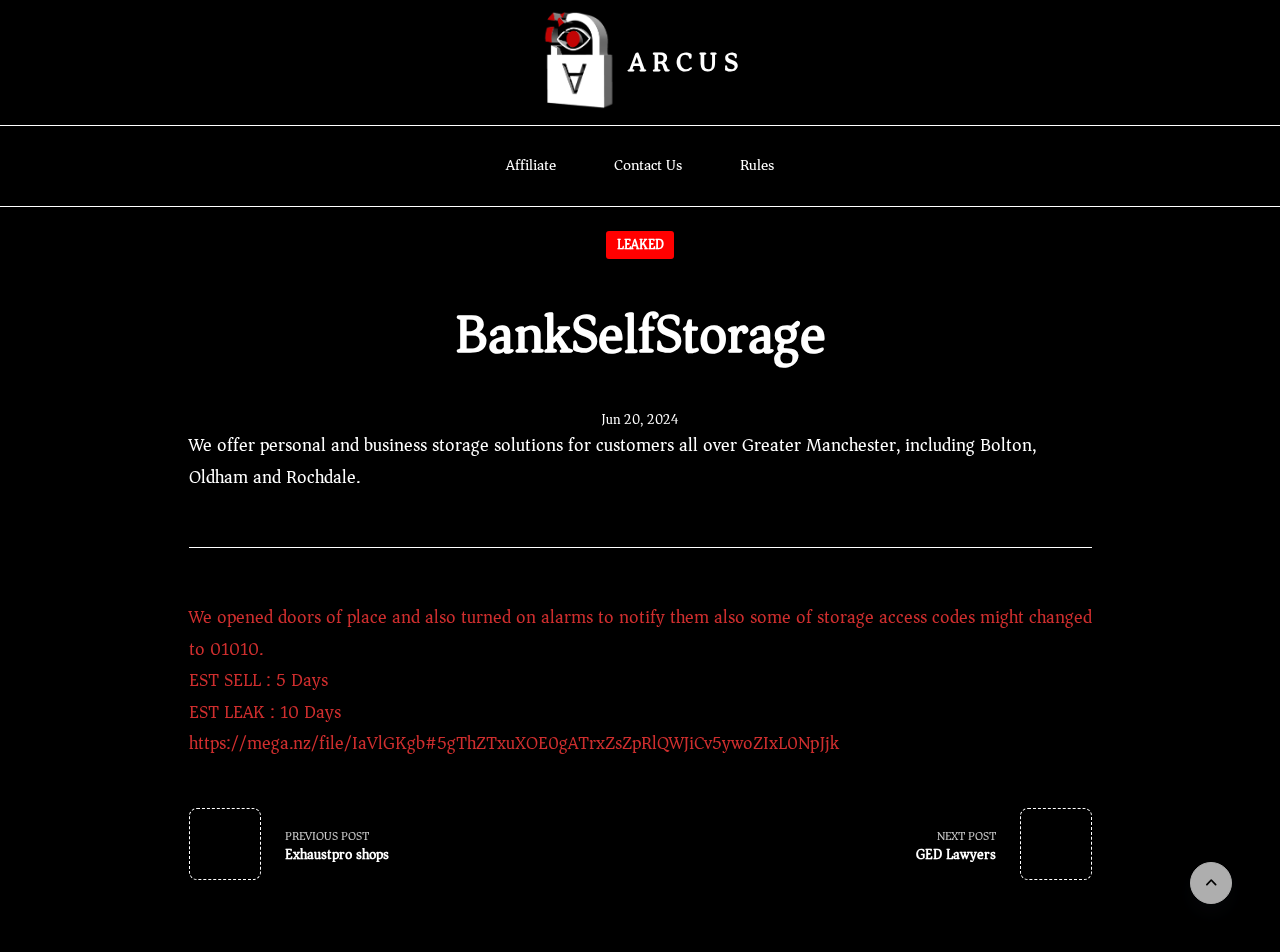 ARCUS
Affiliate
Contact Us
Rules
LEAKED
BankSelfStorage
Jun 20, 2024
We offer personal and business storage solutions for customers all over Greater Manchester, including Bolton,
Oldham and Rochdale.
We opened doors of place and also turned on alarms to notify them also some of storage access codes might changed
to 01010.
EST SELL : 5 Days
EST LEAK : 10 Days
https://mega.nz/file/IaVlGKgb#5gThZTxuXOE0gATrxZsZpRlQWJiCv5ywoZIxL0NpJjk
PREVIOUS POST
Exhaustpro shops
NEXT POST
GED Lawyers